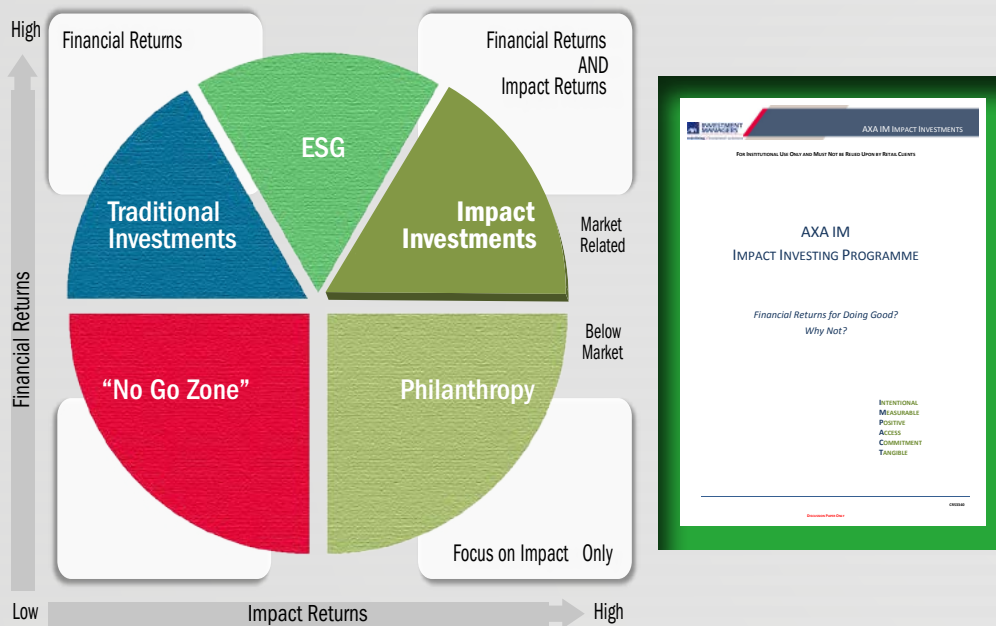 High
Financial Returns
Financial Returns
AND
Impact Returns
ESG
Traditional
Investments
Impact
Investments
Market
Related
Below
Market
"No Go Zone"
Philanthropy
Focus on Impact Only
Financial Returns
Low
Impact Returns
High
INVESTMENT
MANAGERS
AXA IM IMPACT INVESTMENTS
FOR INSTITUTIONAL USE ONLY AND MUST NOT BE RELIED UPON BY RETAIL CLIENTS
AXA IM
IMPACT INVESTING PROGRAMME
Financial Returns for Doing Good?
Why Not?
INTENTIONAL
MEASURABLE
POSITIVE
ACCESS
COMMITMENT
TANGIBLE